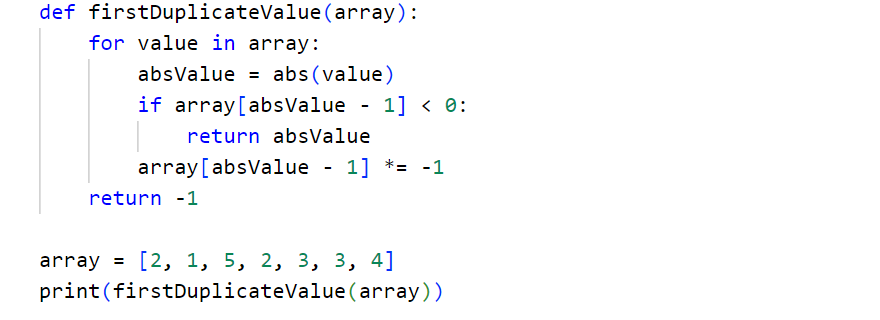 def firstDuplicateValue(array):
    for value in array:
        absValue = abs(value)
        if array[absValue - 1] < 0:
            return absValue
        array[absValue - 1] *= -1
    return -1

array = [2, 1, 5, 2, 3, 3, 4]
print(firstDuplicateValue(array))